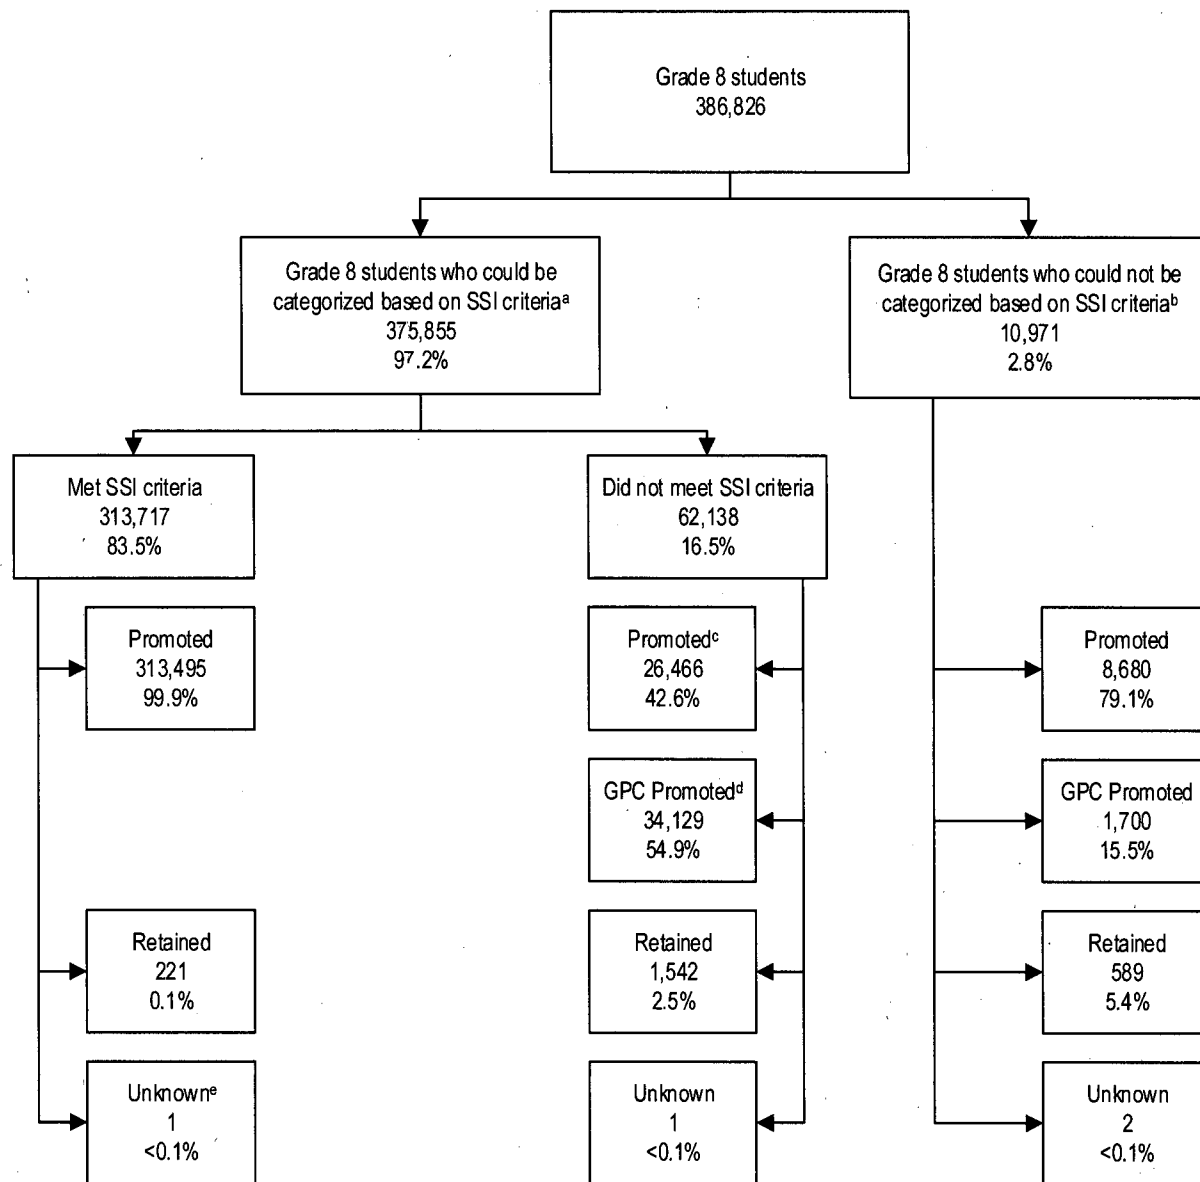 Grade 8 students
386,826
Grade 8 students who could be
categorized based on SSI criteriaᵃ
375,855
97.2%
Grade 8 students who could not be
categorized based on SSI criteriaᵇ
10,971
2.8%
Met SSI criteria
313,717
83.5%
Did not meet SSI criteria
62,138
16.5%
Promoted
313,495
99.9%
Promotedᶜ
26,466
42.6%
Promoted
8,680
79.1%
GPC Promotedᵈ
34,129
54.9%
GPC Promoted
1,700
15.5%
Retained
221
0.1%
Retained
1,542
2.5%
Retained
589
5.4%
Unknownᵉ
1
<0.1%
Unknown
1
<0.1%
Unknown
2
<0.1%